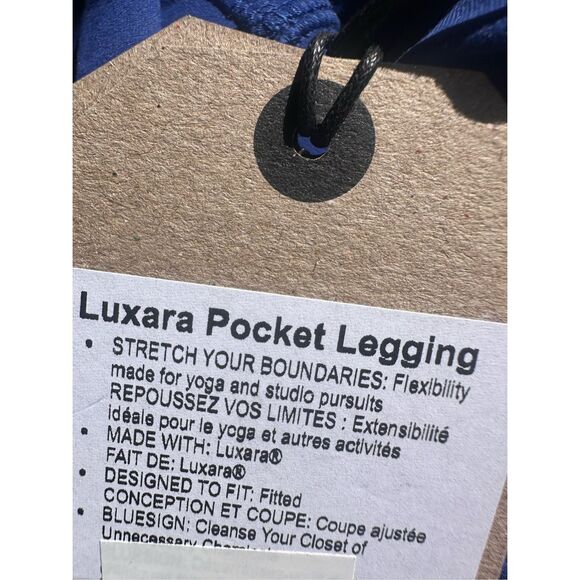 Luxara Pocket Legging
• STRETCH YOUR BOUNDARIES: Flexibility
made for yoga and studio pursuits
REPOUSSEZ VOS LIMITES : Extensibilité
idéale pour le yoga et autres activités
• MADE WITH: Luxara®
FAIT DE: Luxara®
• DESIGNED TO FIT: Fitted
CONCEPTION ET COUPE: Coupe ajustée
• BLUESIGN: Cleanse Your Closet of
Unnecessary